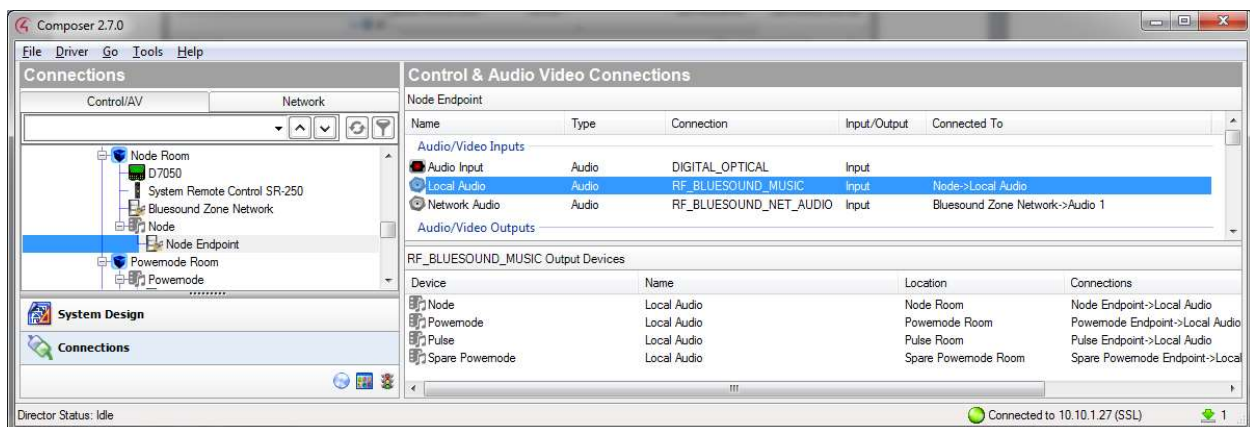 Composer 2.7.0
File Driver Go Tools Help
Connections
Control/AV Network
Node Room
D7050
System Remote Control SR-250
Bluesound Zone Network
Node
Node Endpoint
Powernode Room
Powernode
System Design
Connections
Control & Audio Video Connections
Node Endpoint
Name Type Connection Input/Output Connected To
Audio/Video Inputs
Audio Input Audio DIGITAL_OPTICAL Input
Local Audio Audio RF_BLUESOUND_MUSIC Input Node->Local Audio
Network Audio Audio RF_BLUESOUND_NET_AUDIO Input Bluesound Zone Network->Audio 1
Audio/Video Outputs
RF_BLUESOUND_MUSIC Output Devices
Device Name Location Connections
Node Local Audio Node Room Node Endpoint->Local Audio
Powernode Local Audio Powernode Room Powernode Endpoint->Local Audio
Pulse Local Audio Pulse Room Pulse Endpoint->Local Audio
Spare Powernode Local Audio Spare Powernode Room Spare Powernode Endpoint->Local
Director Status: Idle Connected to 10.10.1.27 (SSL) 1